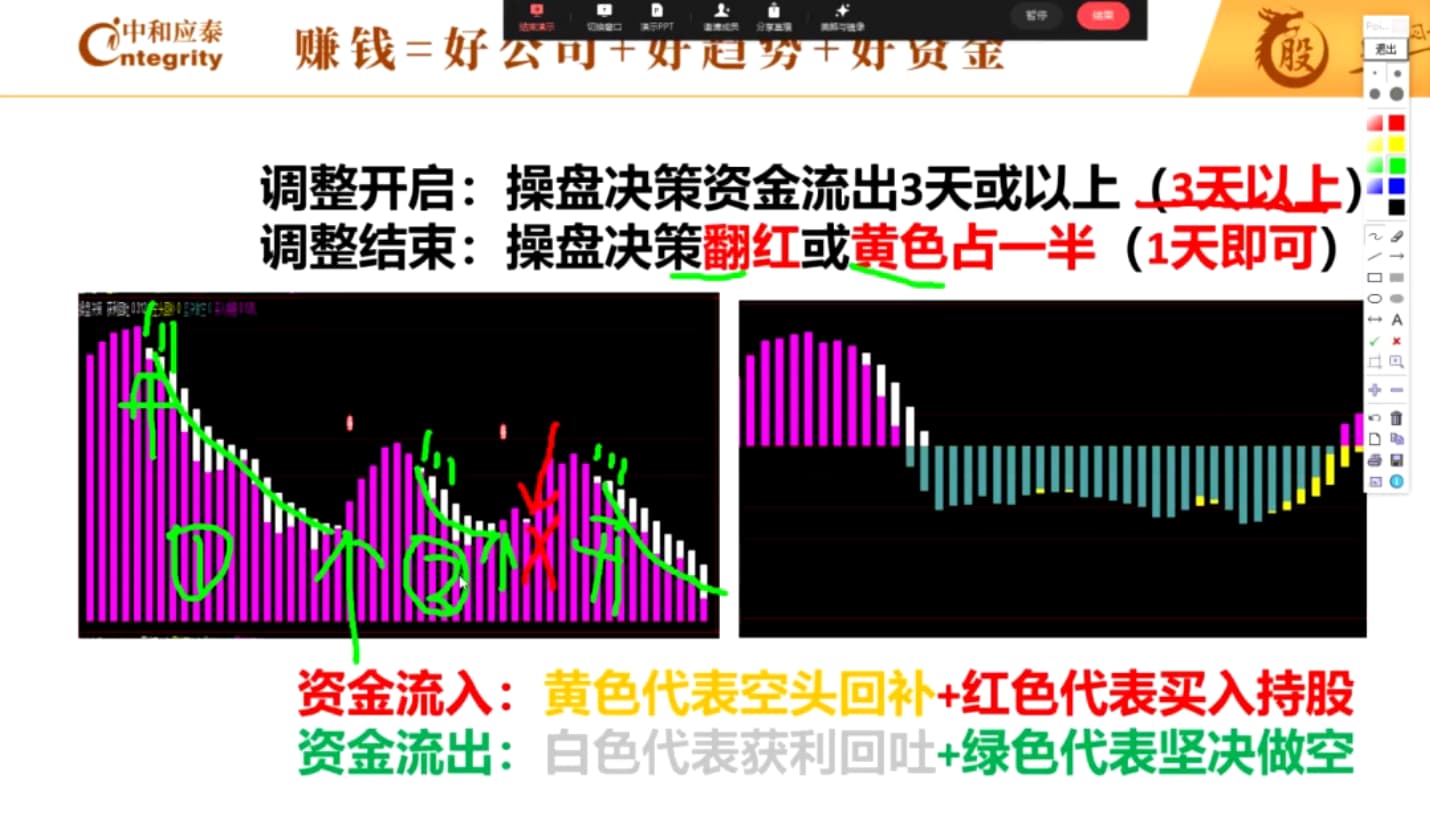 结束演示 切换窗口 演示PPT 邀请成员 分享直播 美颜与镜像 暂停 结束
中和应泰
integrity
赚钱=好公司+好趋势+好资金
股
退出
调整开启：操盘决策资金流出3天或以上（3天以上）
调整结束：操盘决策翻红或黄色占一半（1天即可）
①
②
资金流入：黄色代表空头回补+红色代表买入持股
资金流出：白色代表获利回吐+绿色代表坚决做空